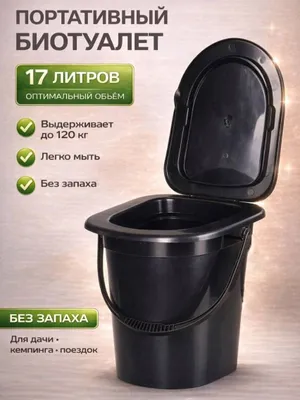 ПОРТАТИВНЫЙ
БИОТУАЛЕТ
17 ЛИТРОВ
ОПТИМАЛЬНЫЙ ОБЬЁМ
Выдерживает
до 120 кг
Легко мыть
Без запаха
БЕЗ ЗАПАХА
Для дачи •
кемпинга • поездок